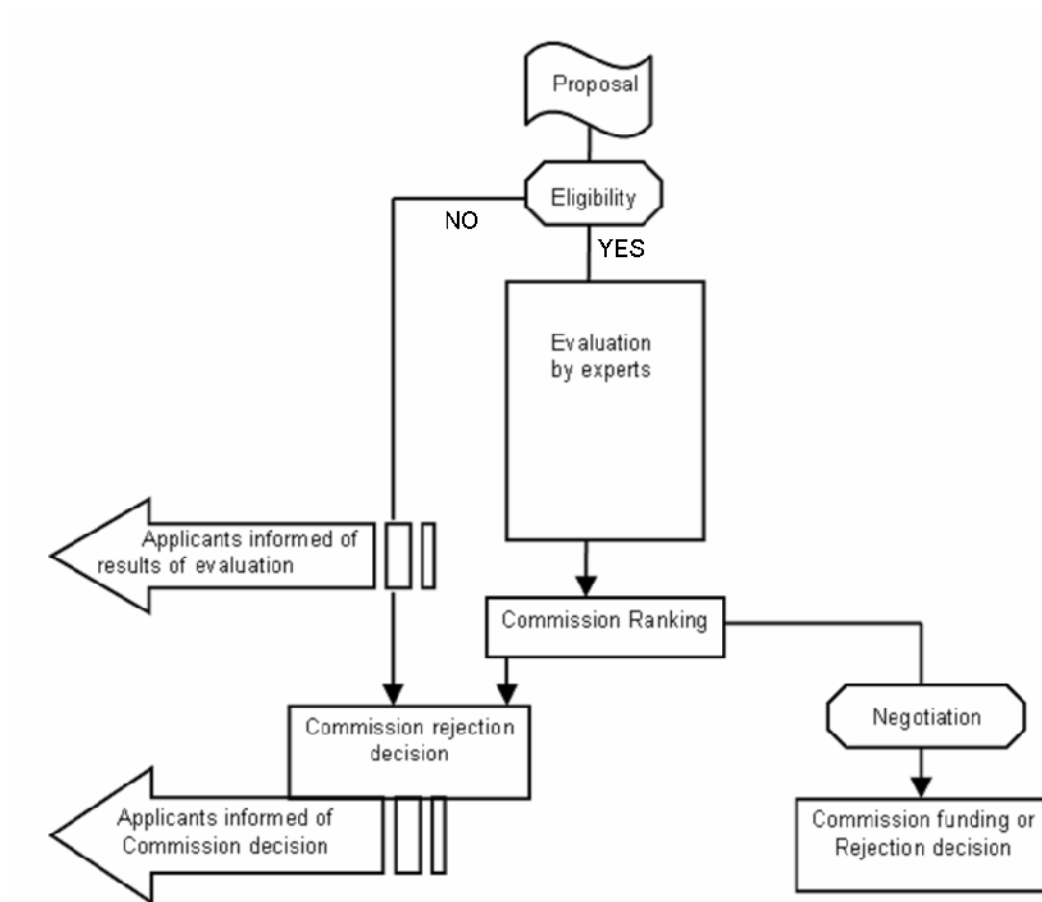 Proposal
Eligibility
NO
YES
Evaluation
by experts
Applicants informed of
results of evaluation
Commission Ranking
Commission rejection
decision
Negotiation
Applicants informed of
Commission decision
Commission funding or
Rejection decision